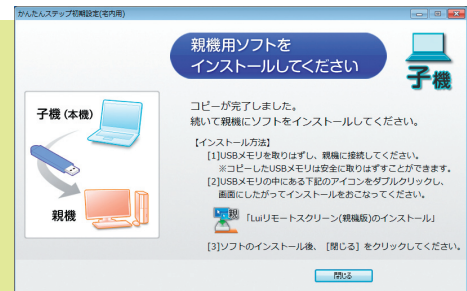 かんたんステップ初期設定(宅内用)
親機用ソフトを
インストールしてください
子機
子機 (本機)
親機
コピーが完了しました。
続いて親機にソフトをインストールしてください。
【インストール方法】
[1]USBメモリを取りはずし、親機に接続してください。
※コピーしたUSBメモリは安全に取りはずすことができます。
[2]USBメモリの中にある下記のアイコンをダブルクリックし、
画面にしたがってインストールをおこなってください。
親
「Luiリモートスクリーン(親機版)のインストール」
[3]ソフトのインストール後、 [閉じる] をクリックしてください。
閉じる